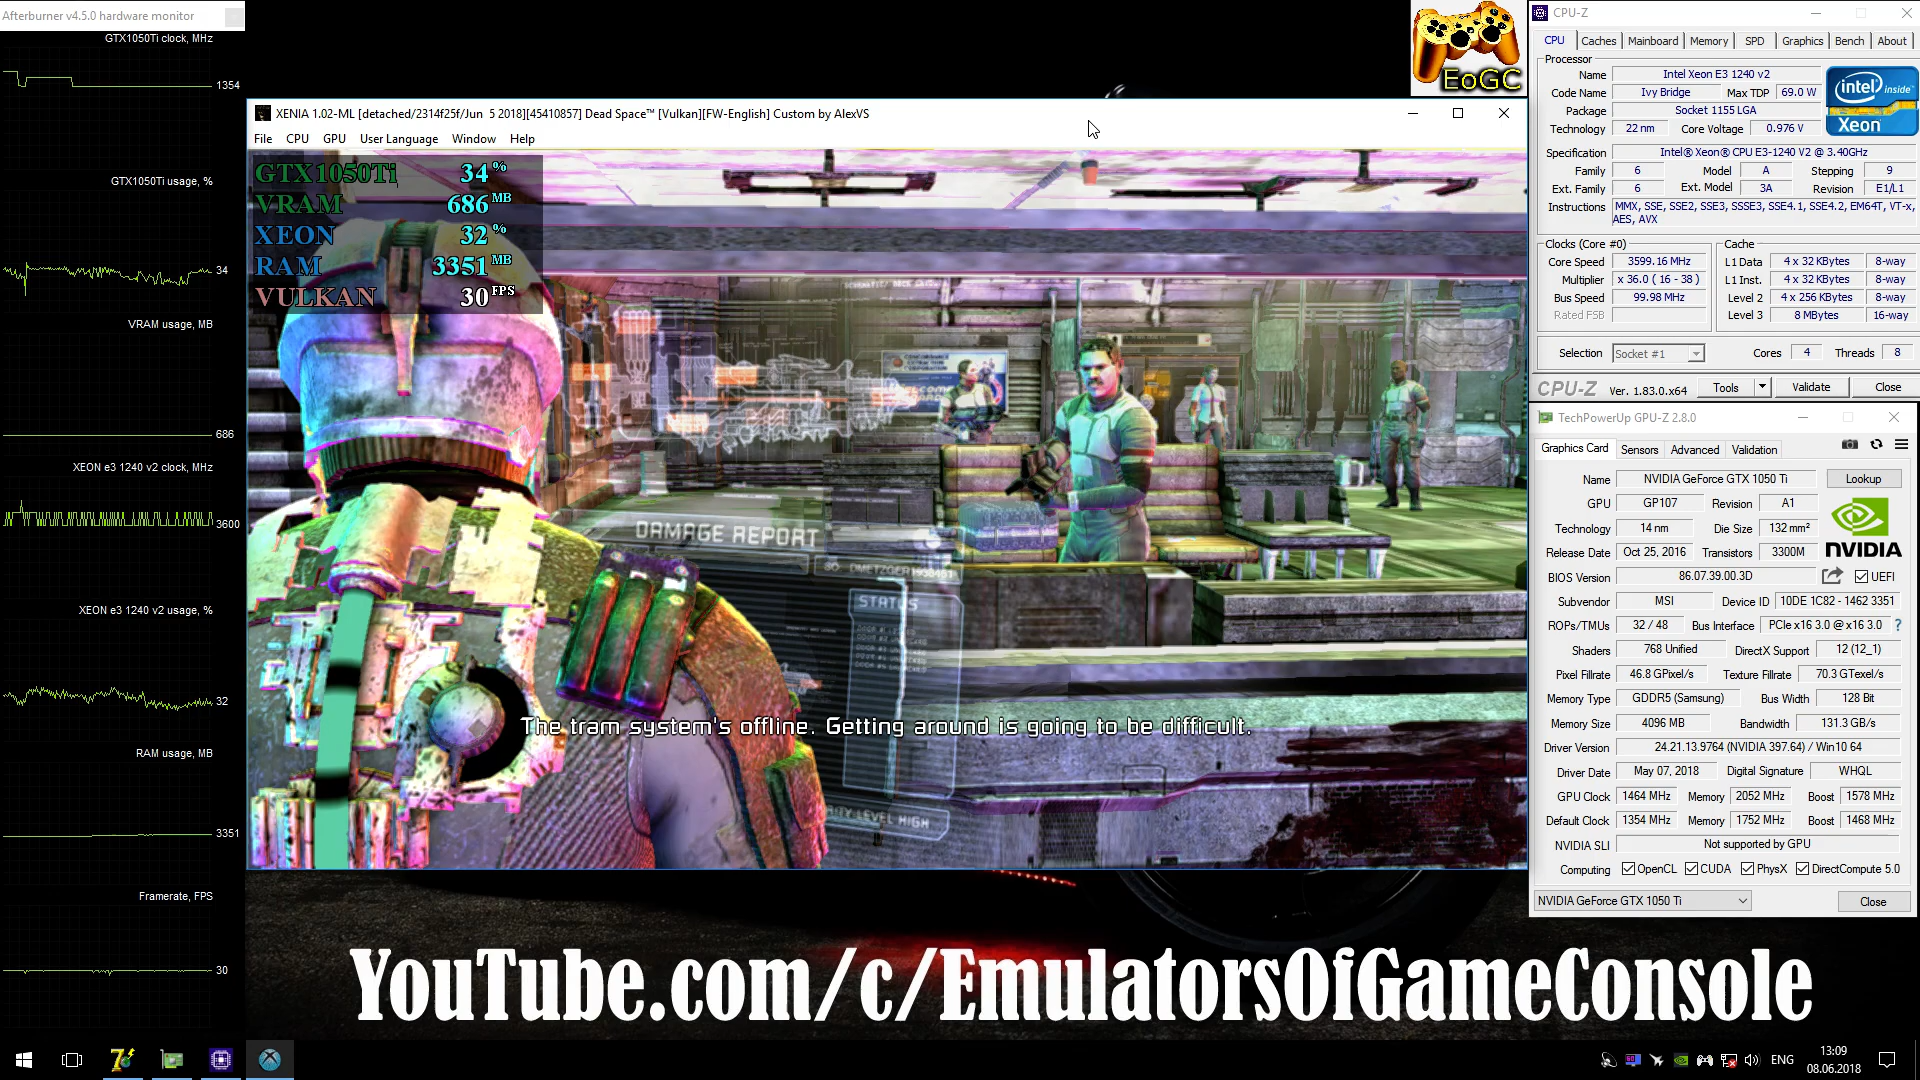 Afterburner v4.5.0 hardware monitor
GTX1050Ti clock, MHz
1354
GTX1050Ti usage, %
34
VRAM usage, MB
686
XEON e3 1240 v2 clock, MHz
3600
XEON e3 1240 v2 usage, %
32
RAM usage, MB
3351
Framerate, FPS
30
XENIA 1.02-ML [detached/2314f25f/Jun 5 2018][45410857] Dead Space™ [Vulkan][FW-English] Custom by AlexVS
File CPU GPU User Language Window Help
GTX1050Ti 34 %
VRAM 686 MB
XEON 32 %
RAM 3351 MB
VULKAN 30 FPS
DAMAGE REPORT
STATUS
LEVEL HIGH
The tram system's offline. Getting around is going to be difficult.
EoGC
CPU-Z
CPU Caches Mainboard Memory SPD Graphics Bench About
Processor
Name Intel Xeon E3 1240 v2
Code Name Ivy Bridge Max TDP 69.0 W
Package Socket 1155 LGA
Technology 22 nm Core Voltage 0.976 V
intel inside™
Xeon
Specification Intel® Xeon® CPU E3-1240 V2 @ 3.40GHz
Family 6 Model A Stepping 9
Ext. Family 6 Ext. Model 3A Revision E1/L1
Instructions MMX, SSE, SSE2, SSE3, SSSE3, SSE4.1, SSE4.2, EM64T, VT-x,
AES, AVX
Clocks (Core #0)
Core Speed 3599.16 MHz
Multiplier x 36.0 ( 16 - 38 )
Bus Speed 99.98 MHz
Rated FSB
Cache
L1 Data 4 x 32 KBytes 8-way
L1 Inst. 4 x 32 KBytes 8-way
Level 2 4 x 256 KBytes 8-way
Level 3 8 MBytes 16-way
Selection Socket #1 Cores 4 Threads 8
CPU-Z Ver. 1.83.0.x64 Tools Validate Close
TechPowerUp GPU-Z 2.8.0
Graphics Card Sensors Advanced Validation
Name NVIDIA GeForce GTX 1050 Ti Lookup
GPU GP107 Revision A1
Technology 14 nm Die Size 132 mm²
Release Date Oct 25, 2016 Transistors 3300M
NVIDIA
BIOS Version 86.07.39.00.3D UEFI
Subvendor MSI Device ID 10DE 1C82 - 1462 3351
ROPs/TMUs 32 / 48 Bus Interface PCIe x16 3.0 @ x16 3.0 ?
Shaders 768 Unified DirectX Support 12 (12_1)
Pixel Fillrate 46.8 GPixel/s Texture Fillrate 70.3 GTexel/s
Memory Type GDDR5 (Samsung) Bus Width 128 Bit
Memory Size 4096 MB Bandwidth 131.3 GB/s
Driver Version 24.21.13.9764 (NVIDIA 397.64) / Win10 64
Driver Date May 07, 2018 Digital Signature WHQL
GPU Clock 1464 MHz Memory 2052 MHz Boost 1578 MHz
Default Clock 1354 MHz Memory 1752 MHz Boost 1468 MHz
NVIDIA SLI Not supported by GPU
Computing OpenCL CUDA PhysX DirectCompute 5.0
NVIDIA GeForce GTX 1050 Ti Close
YouTube.com/c/EmulatorsOfGameConsole
ENG
13:09
08.06.2018